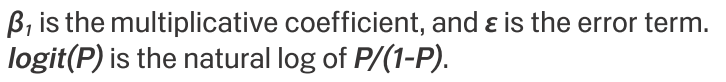 β₁ is the multiplicative coefficient, and ε is the error term.
logit(P) is the natural log of P/(1-P).